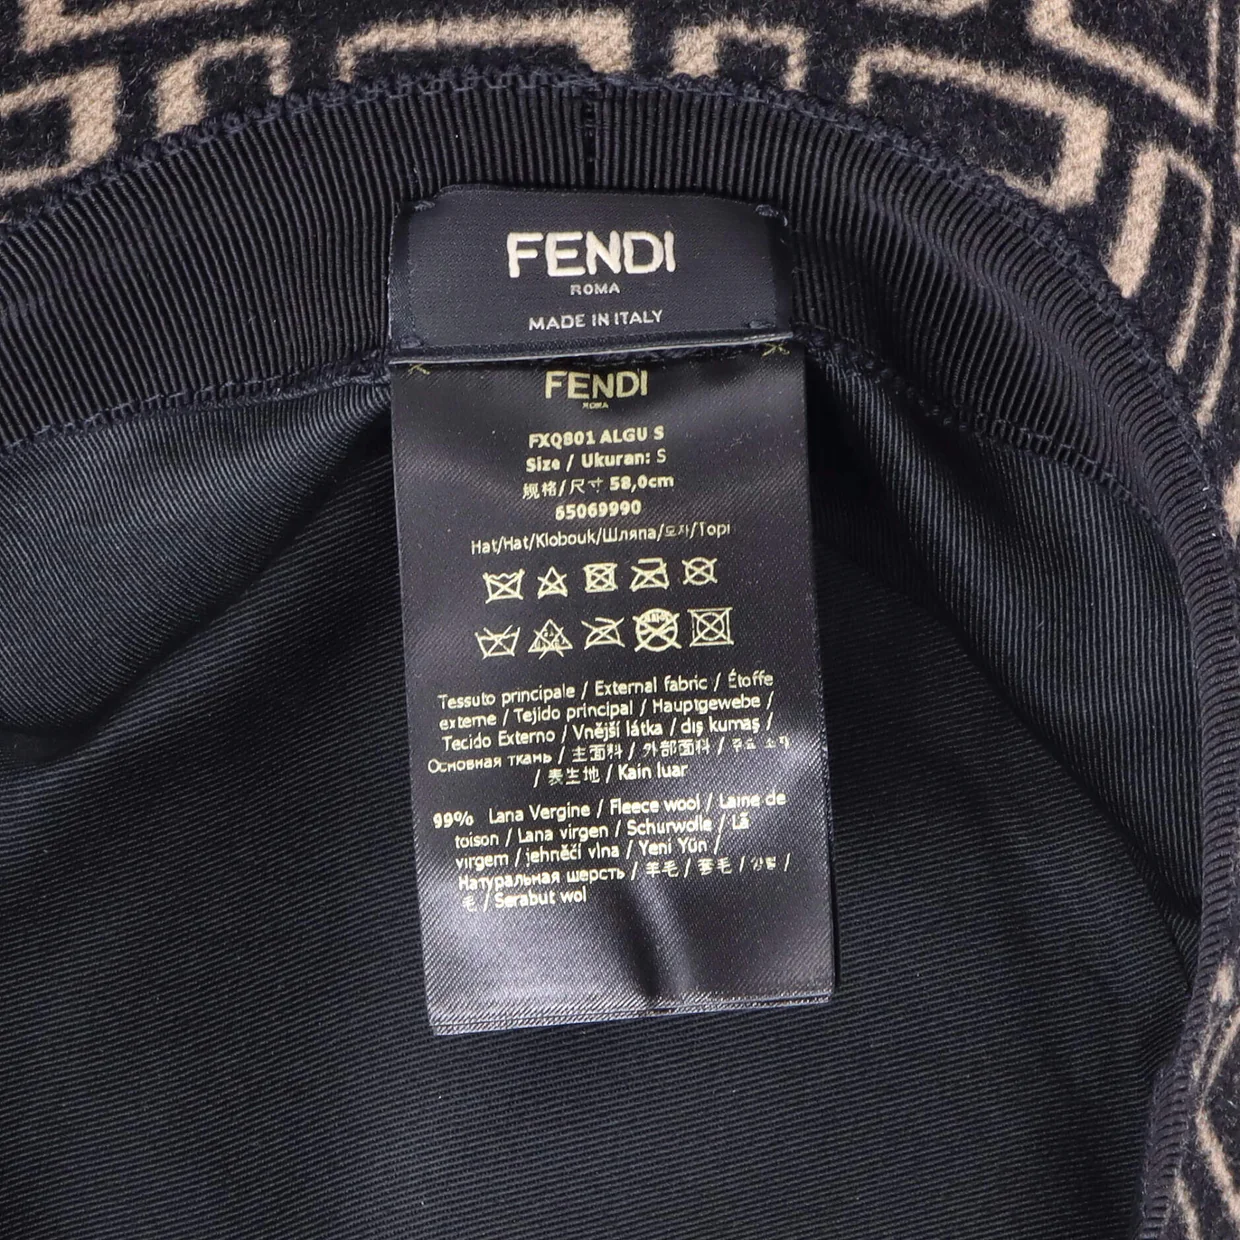 FENDI
ROMA
MADE IN ITALY
FENDI
ROMA
FXQ801 ALGU S
Size / Ukuran: S
规格/尺寸 58,0cm
65069990
Hat/Hat/Klobouk/Шляпа/모자/Topi
Tessuto principale / External fabric / Étoffe
externe / Tejido principal / Hauptgewebe /
Tecido Externo / Vnější látka / dış kumaş /
Основная ткань / 主面料 / 外部面料 /
/ 表生地 / Kain luar
99% Lana Vergine / Fleece wool / Laine de
toison / Lana virgen / Schurwolle / Lã
virgem / jehněčí vlna / Yeni Yün /
Натуральная шерсть / 羊毛 / 毛 / /
毛 / Serabut wol